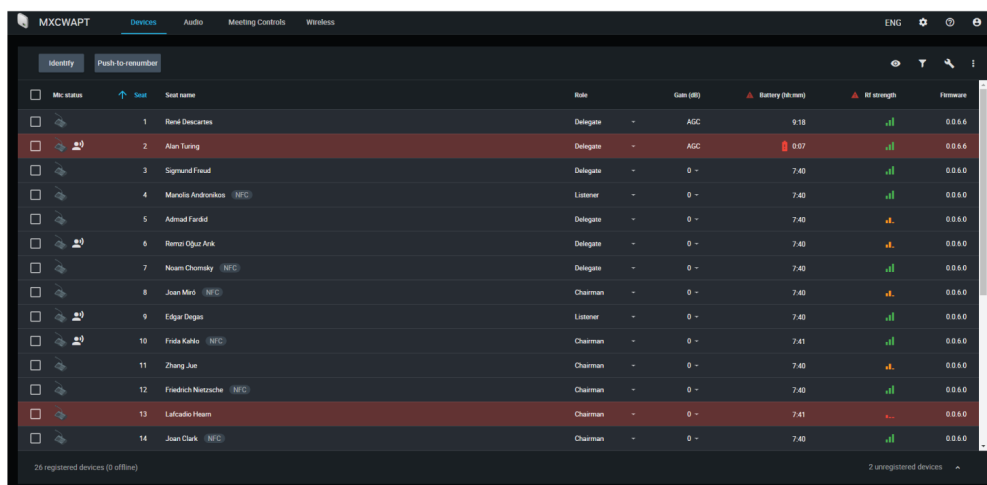 MXCWAPT Devices Audio Meeting Controls Wireless ENG
Identify Push-to-renumber
Mic status Seat Seat name Role Gain (dB) Battery (hh:mm) Rf strength Firmware
1 René Descartes Delegate AGC 9:18 0.0.6.6
2 Alan Turing Delegate AGC 0:07 0.0.6.6
3 Sigmund Freud Delegate 0 7:40 0.0.6.0
4 Manolis Andronikos NFC Listener 0 7:40 0.0.6.0
5 Admad Fardid Delegate 0 7:40 0.0.6.0
6 Remzi Oğuz Arık Delegate 0 7:40 0.0.6.0
7 Noam Chomsky NFC Delegate 0 7:40 0.0.6.0
8 Joan Miró NFC Chairman 0 7:40 0.0.6.0
9 Edgar Degas Listener 0 7:40 0.0.6.0
10 Frida Kahlo NFC Chairman 0 7:41 0.0.6.0
11 Zhang Jue Chairman 0 7:40 0.0.6.0
12 Friedrich Nietzsche NFC Chairman 0 7:40 0.0.6.0
13 Lafcadio Hearn Chairman 0 7:41 0.0.6.0
14 Joan Clark NFC Chairman 0 7:40 0.0.6.0
26 registered devices (0 offline) 2 unregistered devices